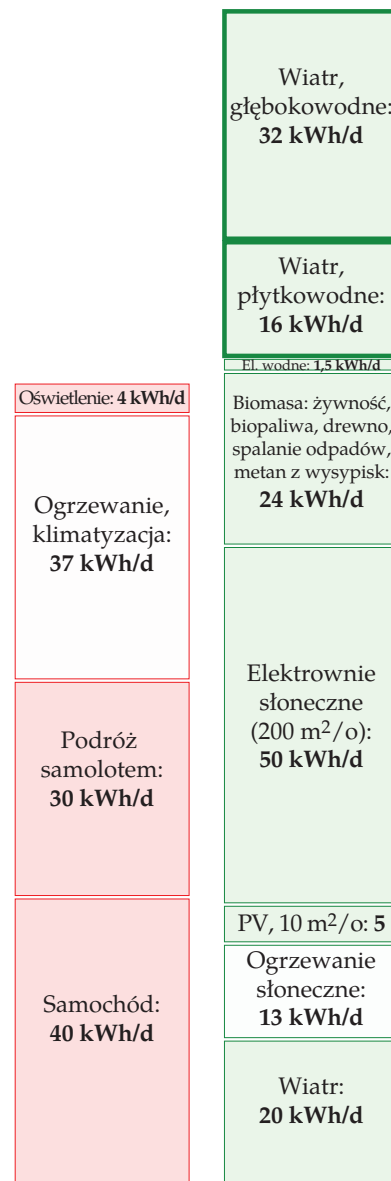 Oświetlenie: 4 kWh/d
Ogrzewanie,
klimatyzacja:
37 kWh/d
Podróż
samolotem:
30 kWh/d
Samochód:
40 kWh/d
Wiatr,
głębokowodne:
32 kWh/d
Wiatr,
płytkowodne:
16 kWh/d
El. wodne: 1,5 kWh/d
Biomasa: żywność,
biopaliwa, drewno,
spalanie odpadów,
metan z wysypisk:
24 kWh/d
Elektrownie
słoneczne
(200 m²/o):
50 kWh/d
PV, 10 m²/o: 5
Ogrzewanie
słoneczne:
13 kWh/d
Wiatr:
20 kWh/d